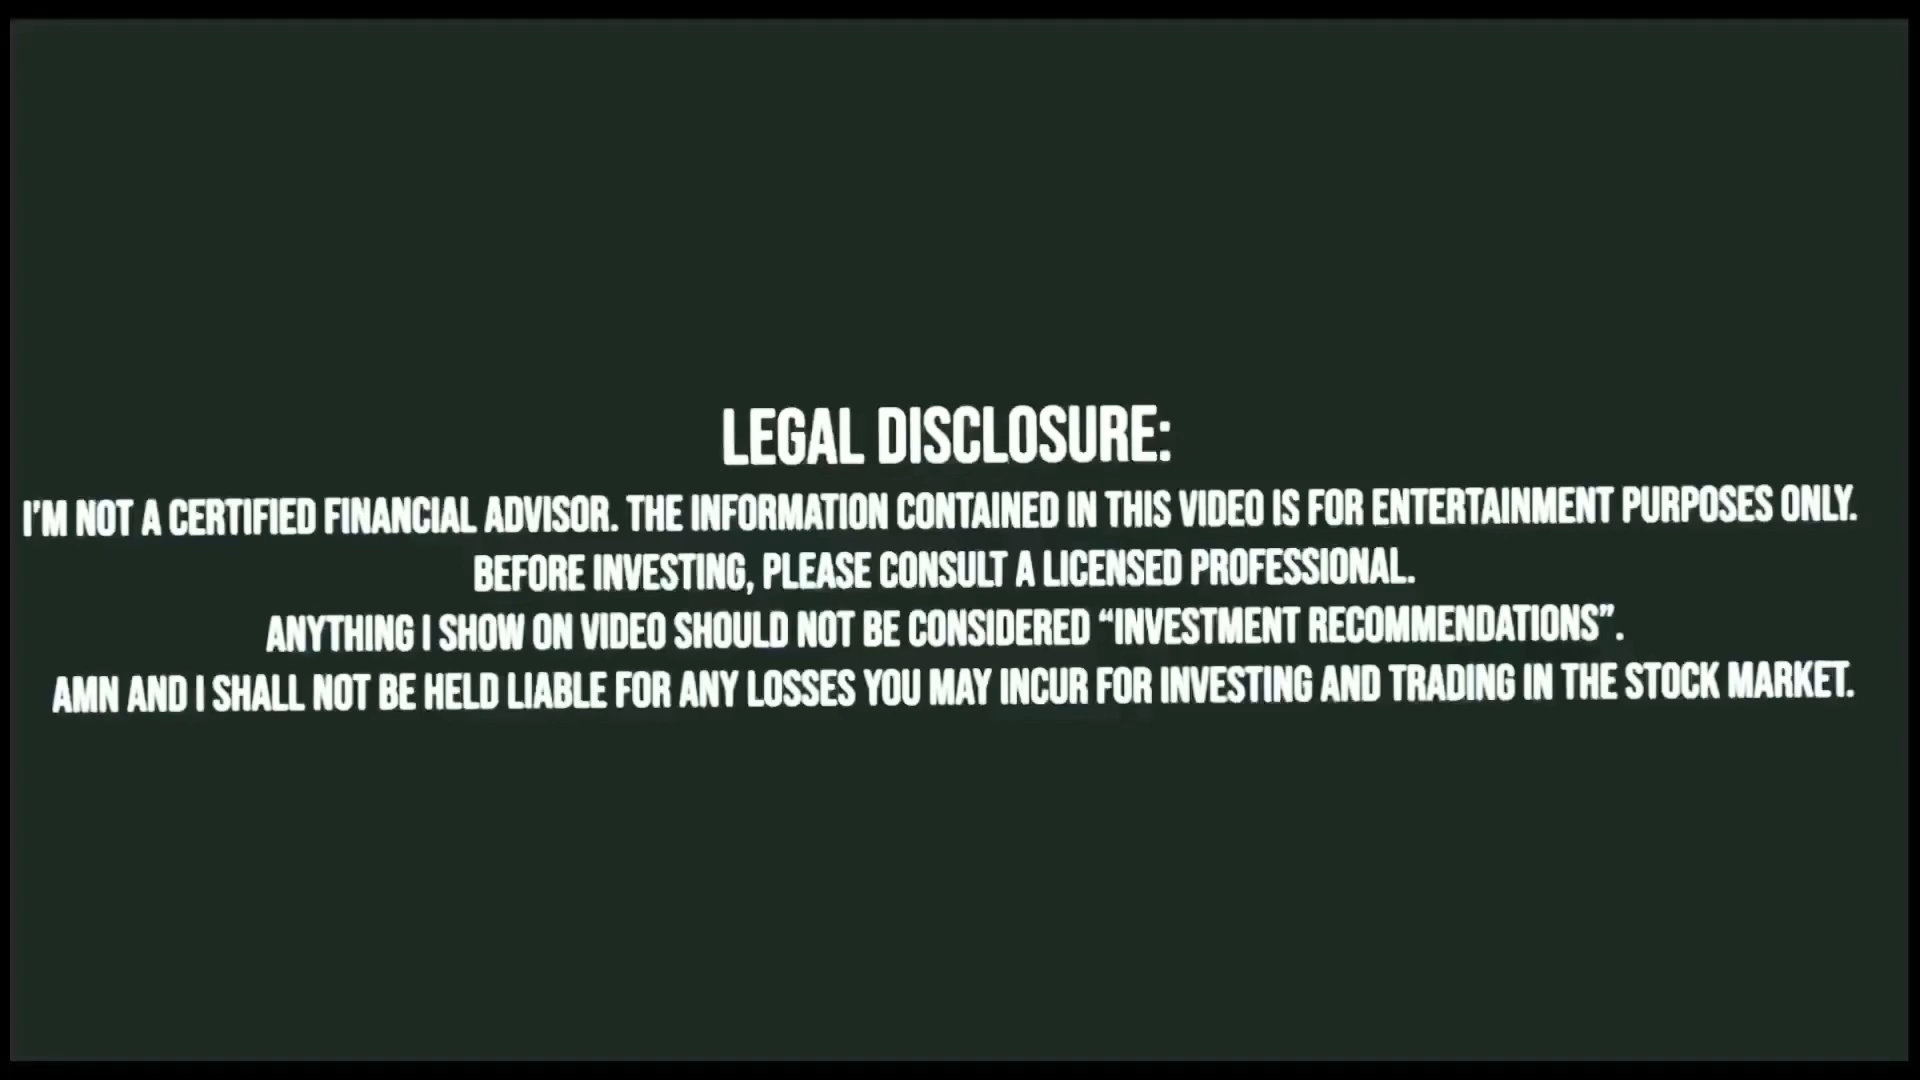 LEGAL DISCLOSURE:
I'M NOT A CERTIFIED FINANCIAL ADVISOR. THE INFORMATION CONTAINED IN THIS VIDEO IS FOR ENTERTAINMENT PURPOSES ONLY.
BEFORE INVESTING, PLEASE CONSULT A LICENSED PROFESSIONAL.
ANYTHING I SHOW ON VIDEO SHOULD NOT BE CONSIDERED “INVESTMENT RECOMMENDATIONS”.
AMN AND I SHALL NOT BE HELD LIABLE FOR ANY LOSSES YOU MAY INCUR FOR INVESTING AND TRADING IN THE STOCK MARKET.